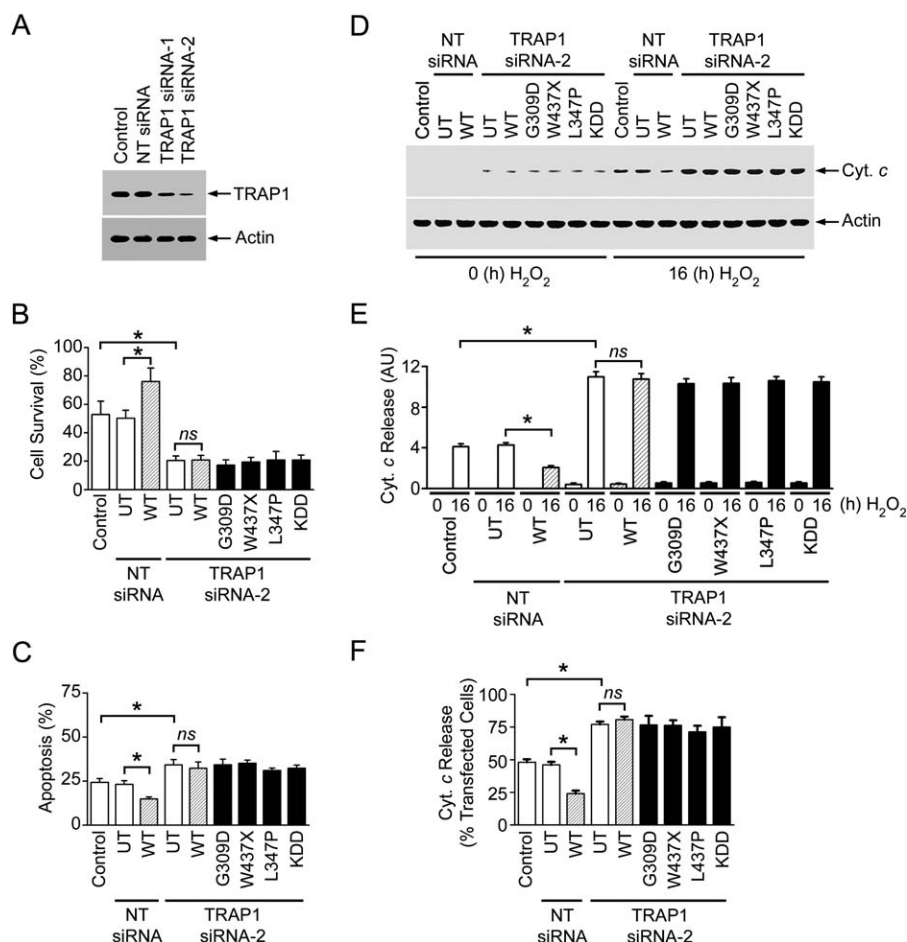 A
Control
NT siRNA
TRAP1 siRNA-1
TRAP1 siRNA-2
TRAP1
Actin
B
Cell Survival (%)
100
80
60
40
20
0
*
*
ns
Control
UT
WT
UT
WT
G309D
W437X
L347P
KDD
NT
siRNA
TRAP1
siRNA-2
C
Apoptosis (%)
75
50
25
0
*
*
ns
Control
UT
WT
UT
WT
G309D
W437X
L347P
KDD
NT
siRNA
TRAP1
siRNA-2
D
NT
siRNA
TRAP1
siRNA-2
NT
siRNA
TRAP1
siRNA-2
Control
UT
WT
UT
WT
G309D
W437X
L347P
KDD
Control
UT
WT
UT
WT
G309D
W437X
L347P
KDD
Cyt. c
Actin
0 (h) H₂O₂
16 (h) H₂O₂
E
Cyt. c Release (AU)
12
8
4
0
*
*
ns
0 16 0 16 0 16 0 16 0 16 0 16 0 16 0 16 0 16 (h) H₂O₂
Control
UT
WT
UT
WT
G309D
W437X
L347P
KDD
NT
siRNA
TRAP1
siRNA-2
F
Cyt. c Release
(% Transfected Cells)
100
75
50
25
0
*
*
ns
Control
UT
WT
UT
WT
G309D
W437X
L437P
KDD
NT
siRNA
TRAP1
siRNA-2